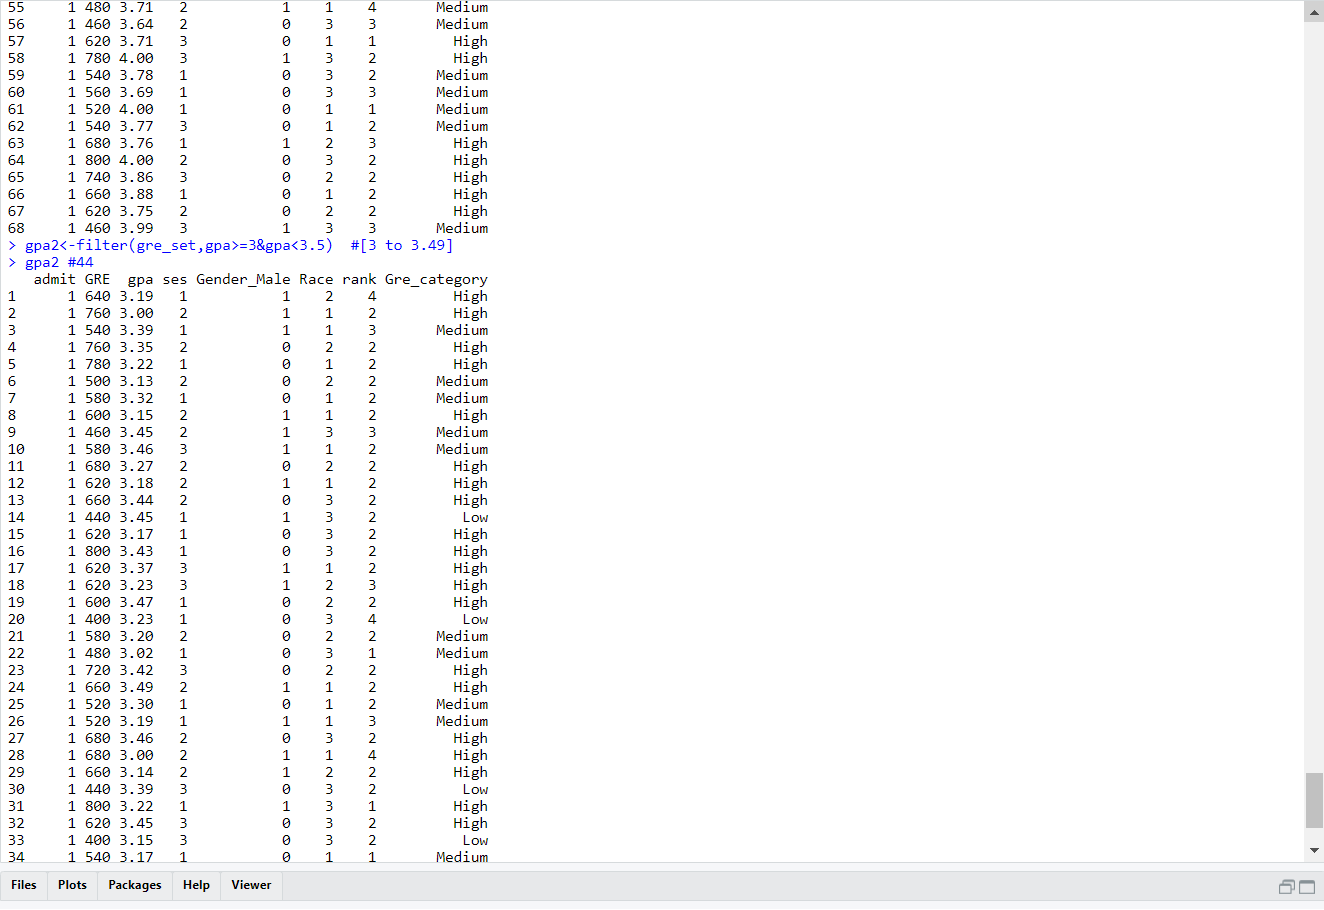 55      1 480 3.71   2           1    1    4       Medium
56      1 460 3.64   2           0    3    3       Medium
57      1 620 3.71   3           0    1    1         High
58      1 780 4.00   3           1    3    2         High
59      1 540 3.78   1           0    3    2       Medium
60      1 560 3.69   1           0    3    3       Medium
61      1 520 4.00   1           0    1    1       Medium
62      1 540 3.77   3           0    1    2       Medium
63      1 680 3.76   1           1    2    3         High
64      1 800 4.00   2           0    3    2         High
65      1 740 3.86   3           0    2    2         High
66      1 660 3.88   1           0    1    2         High
67      1 620 3.75   2           0    2    2         High
68      1 460 3.99   3           1    3    3       Medium
> gpa2<-filter(gre_set,gpa>=3&gpa<3.5)  #[3 to 3.49]
> gpa2 #44
   admit GRE  gpa ses Gender_Male Race rank Gre_category
1       1 640 3.19   1           1    2    4         High
2       1 760 3.00   2           1    1    2         High
3       1 540 3.39   1           1    1    3       Medium
4       1 760 3.35   2           0    2    2         High
5       1 780 3.22   1           0    1    2         High
6       1 500 3.13   2           0    2    2       Medium
7       1 580 3.32   1           0    1    2       Medium
8       1 600 3.15   2           1    1    2         High
9       1 460 3.45   2           1    3    3       Medium
10      1 580 3.46   3           1    1    2       Medium
11      1 680 3.27   2           0    2    2         High
12      1 620 3.18   2           1    1    2         High
13      1 660 3.44   2           0    3    2         High
14      1 440 3.45   1           1    3    2          Low
15      1 620 3.17   1           0    3    2         High
16      1 800 3.43   1           0    3    2         High
17      1 620 3.37   3           1    1    2         High
18      1 620 3.23   3           1    2    3         High
19      1 600 3.47   1           0    2    2         High
20      1 400 3.23   1           0    3    4          Low
21      1 580 3.20   2           0    2    2       Medium
22      1 480 3.02   1           0    3    1       Medium
23      1 720 3.42   3           0    2    2         High
24      1 660 3.49   2           1    1    2         High
25      1 520 3.30   1           0    1    2       Medium
26      1 520 3.19   1           1    1    3       Medium
27      1 680 3.46   2           0    3    2         High
28      1 680 3.00   2           1    1    4         High
29      1 660 3.14   2           1    2    2         High
30      1 440 3.39   3           0    3    2          Low
31      1 800 3.22   1           1    3    1         High
32      1 620 3.45   3           0    3    2         High
33      1 400 3.15   3           0    3    2          Low
34      1 540 3.17   1           0    1    1       Medium
Files Plots Packages Help Viewer